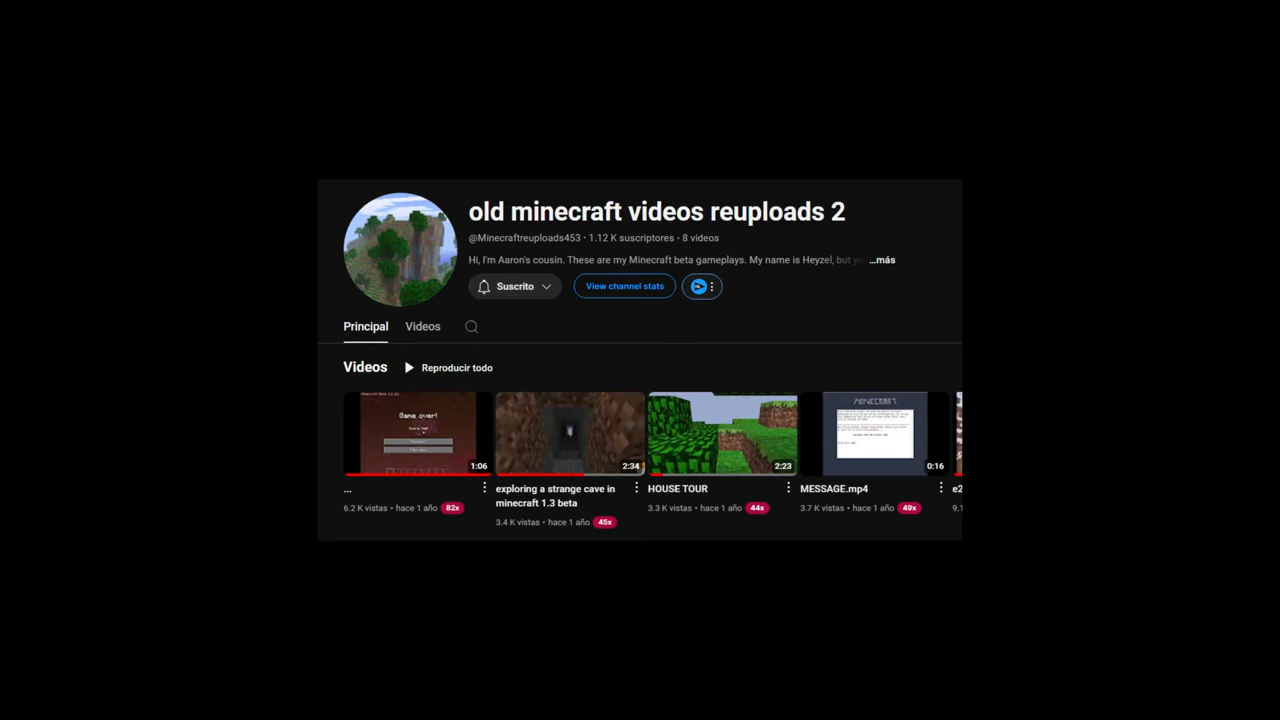 old minecraft videos reuploads 2
@Minecraftreuploads453 · 1.12 K suscriptores · 8 videos
Hi, I'm Aaron's cousin. These are my Minecraft beta gameplays. My name is Heyzel, but ...más
Suscrito
View channel stats
Principal Videos
Videos Reproducir todo
Game over!
MINECRAFT
1:06 2:34 2:23 0:16
...
6.2 K vistas • hace 1 año 82x
exploring a strange cave in
minecraft 1.3 beta
3.4 K vistas • hace 1 año 45x
HOUSE TOUR
3.3 K vistas • hace 1 año 44x
MESSAGE.mp4
3.7 K vistas • hace 1 año 49x
e2
9.1